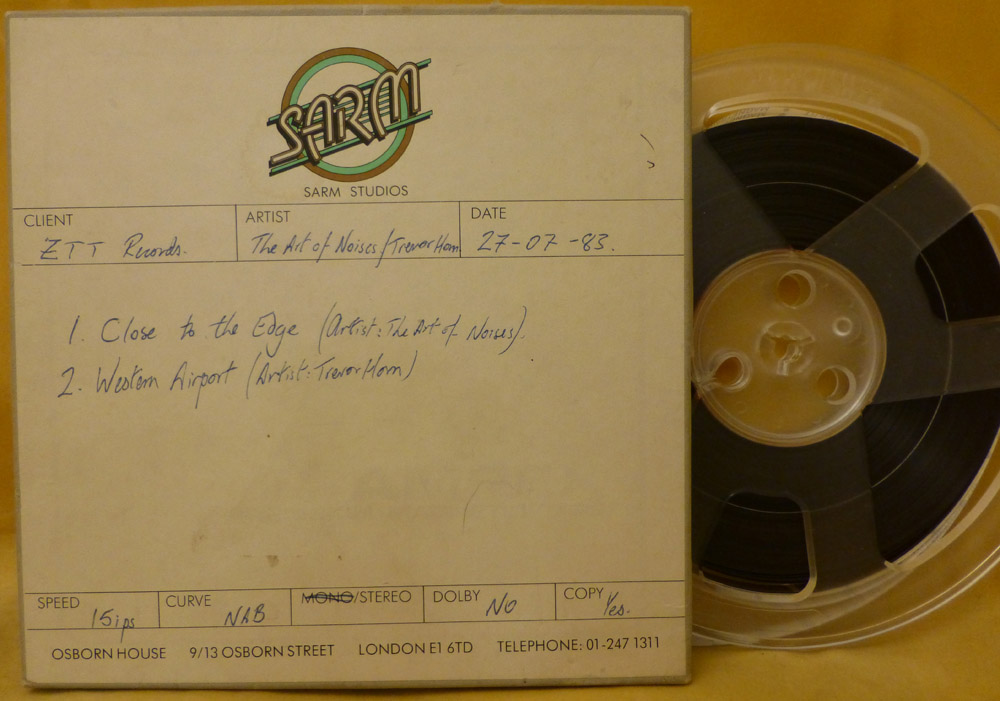 SARM
SARM STUDIOS
CLIENT ARTIST DATE
ZTT Records. The Art of Noises/Trevor Horn 27-07-83.
1. Close to the Edge (Artist: The Art of Noises).
2. Western Airport (Artist: Trevor Horn)
SPEED CURVE MONO/STEREO DOLBY COPY
15ips NAB NO Yes.
OSBORN HOUSE 9/13 OSBORN STREET LONDON E1 6TD TELEPHONE: 01-247 1311